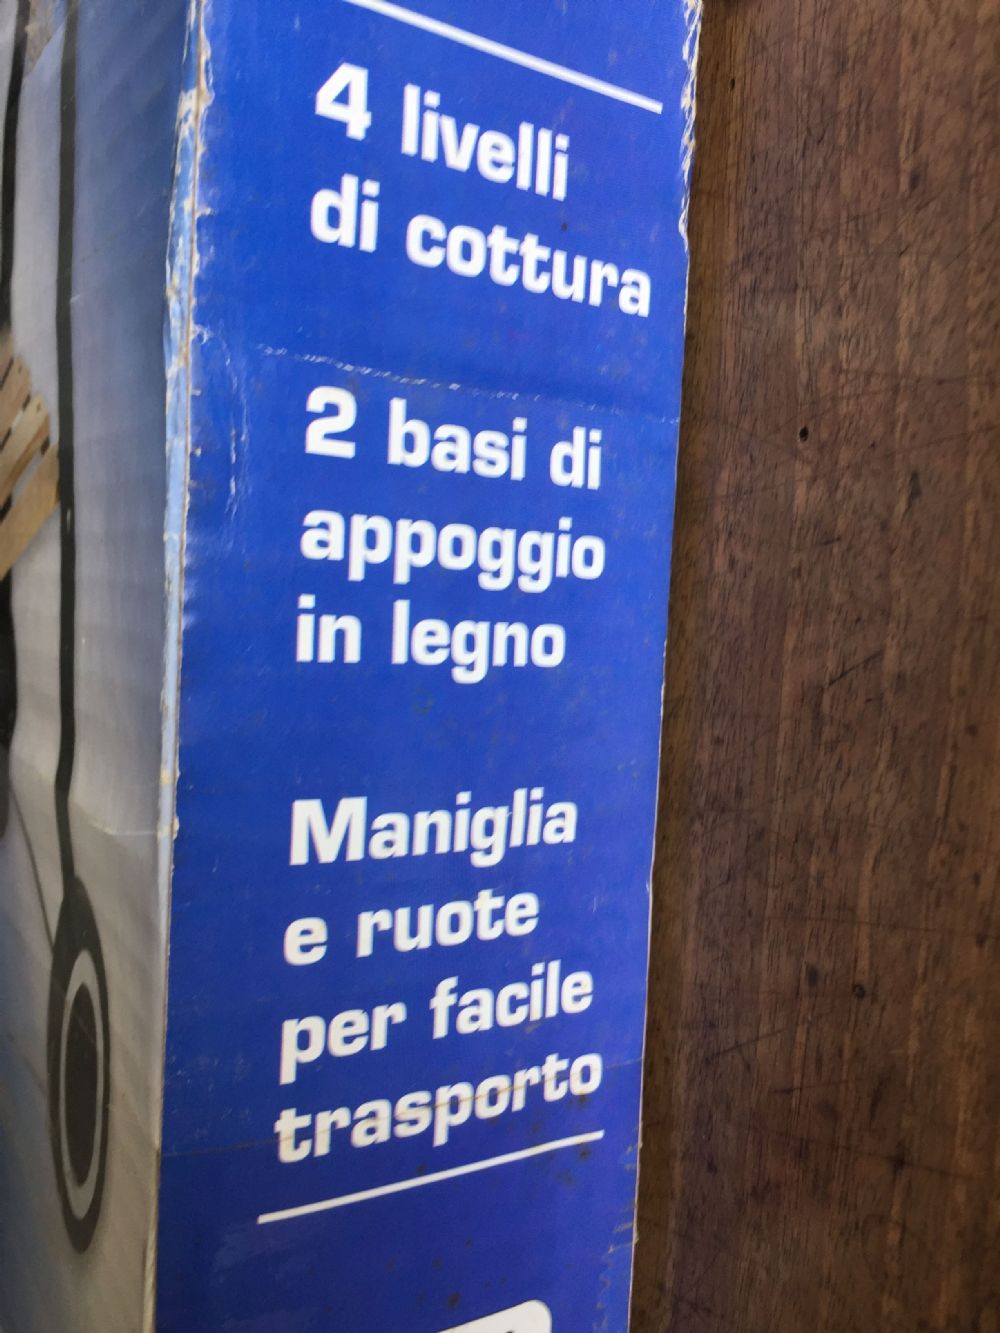 4 livelli
di cottura
2 basi di
appoggio
in legno
Maniglia
e ruote
per facile
trasporto